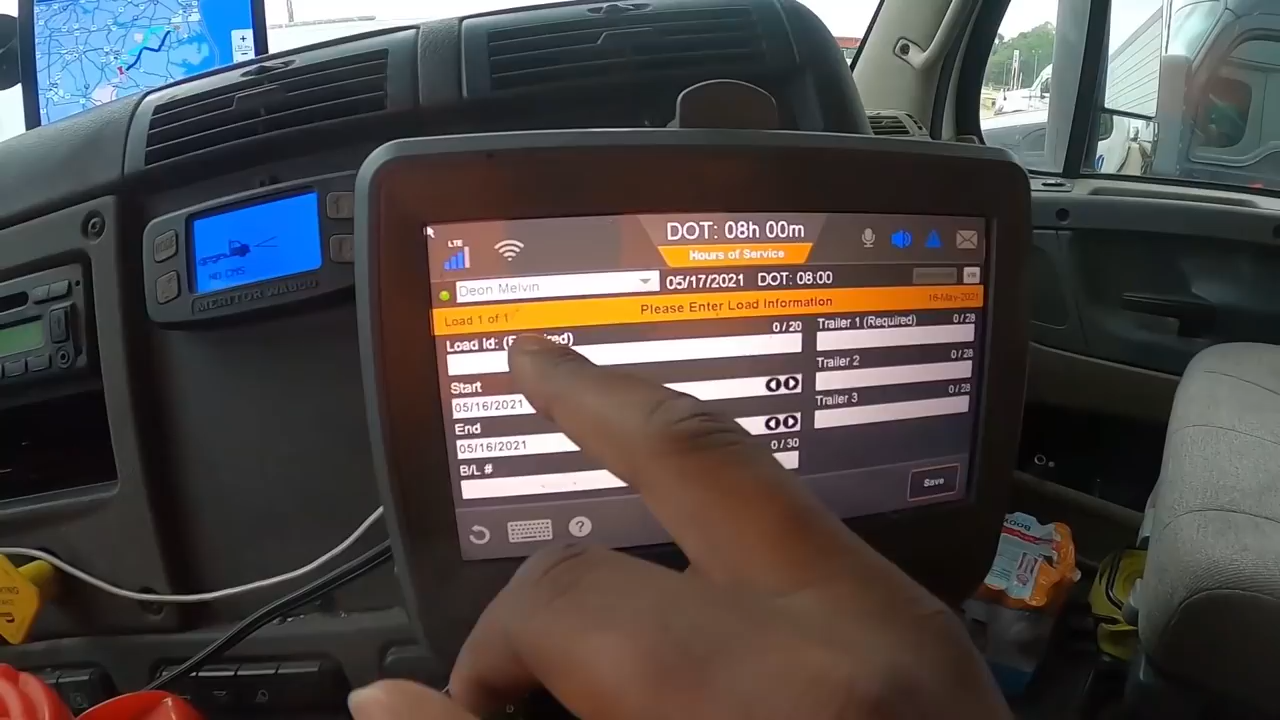 LTE
DOT: 08h 00m
Hours of Service
Deon Melvin
05/17/2021 DOT: 08:00
Load 1 of 1
Please Enter Load Information
16-May-2021
Load Id:
0 / 20
Trailer 1 (Required)
0 / 28
Start
05/16/2021
Trailer 2
0 / 28
End
05/16/2021
Trailer 3
0 / 28
B/L #
0 / 30
Save
?
NO CMS
MERITOR WABCO
+